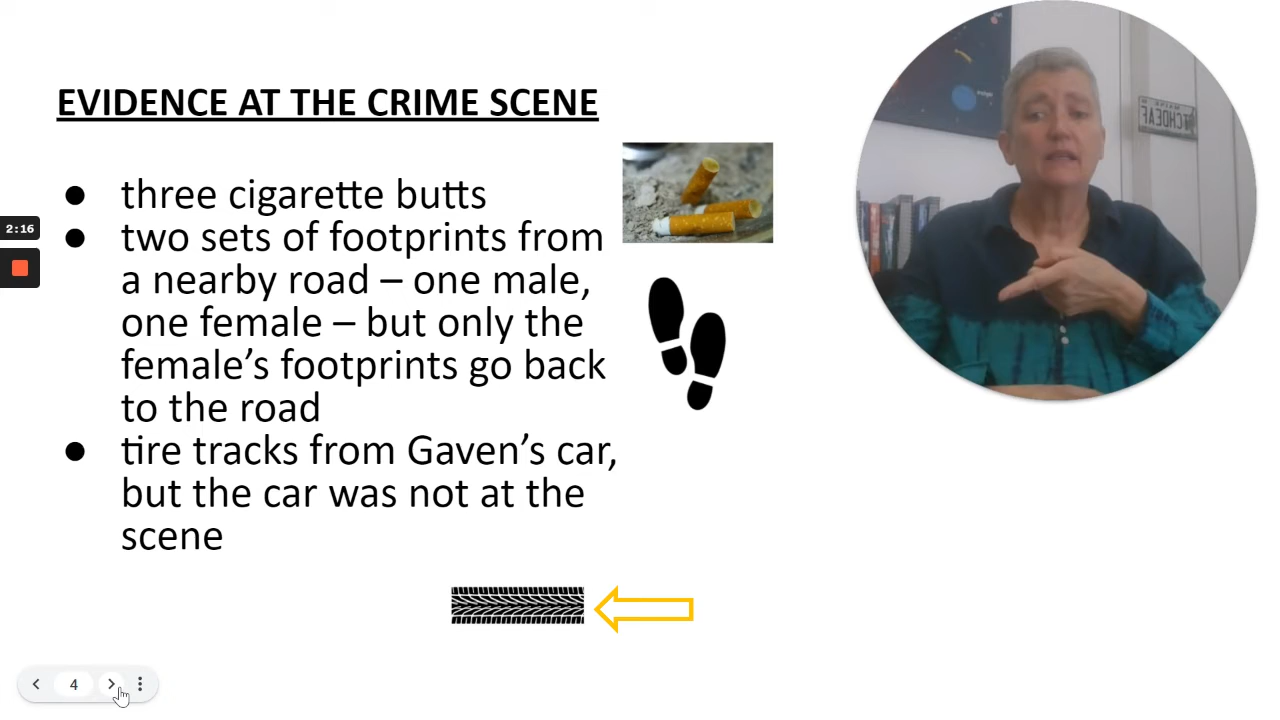 EVIDENCE AT THE CRIME SCENE
● three cigarette butts
● two sets of footprints from
a nearby road – one male,
one female – but only the
female’s footprints go back
to the road
● tire tracks from Gaven’s car,
but the car was not at the
scene
2:16
4